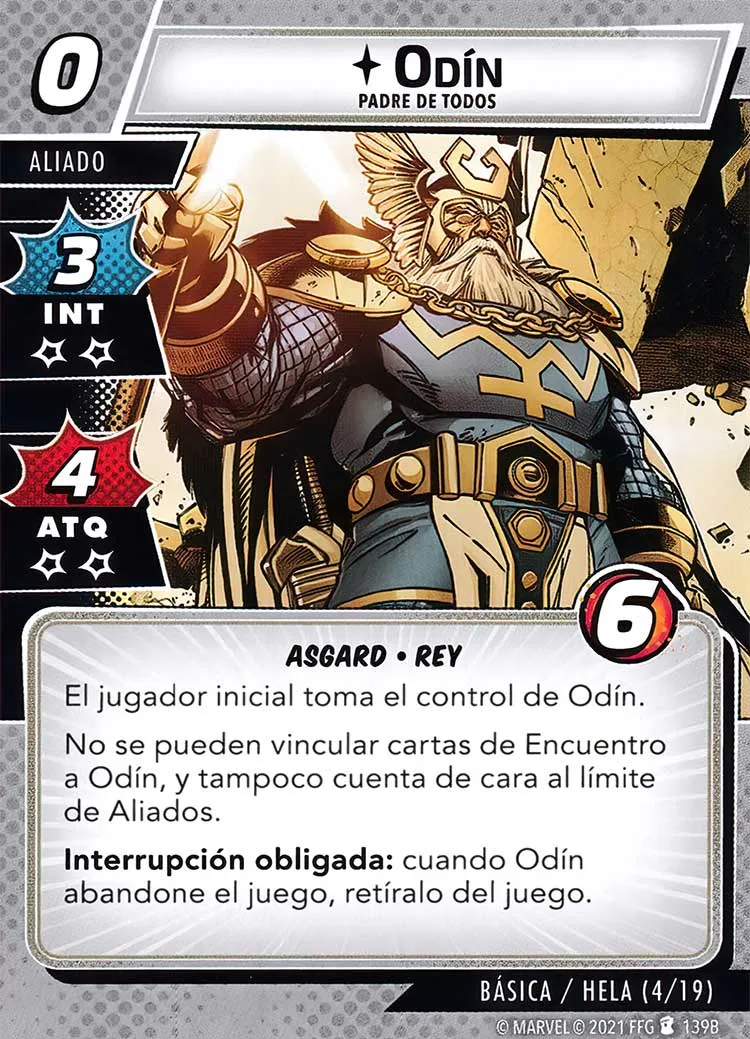 0
Odín
PADRE DE TODOS
ALIADO
3
INT
4
ATQ
6
ASGARD • REY
El jugador inicial toma el control de Odín.
No se pueden vincular cartas de Encuentro
a Odín, y tampoco cuenta de cara al límite
de Aliados.
Interrupción obligada: cuando Odín
abandone el juego, retíralo del juego.
BÁSICA / HELA (4/19)
© MARVEL © 2021 FFG 139B